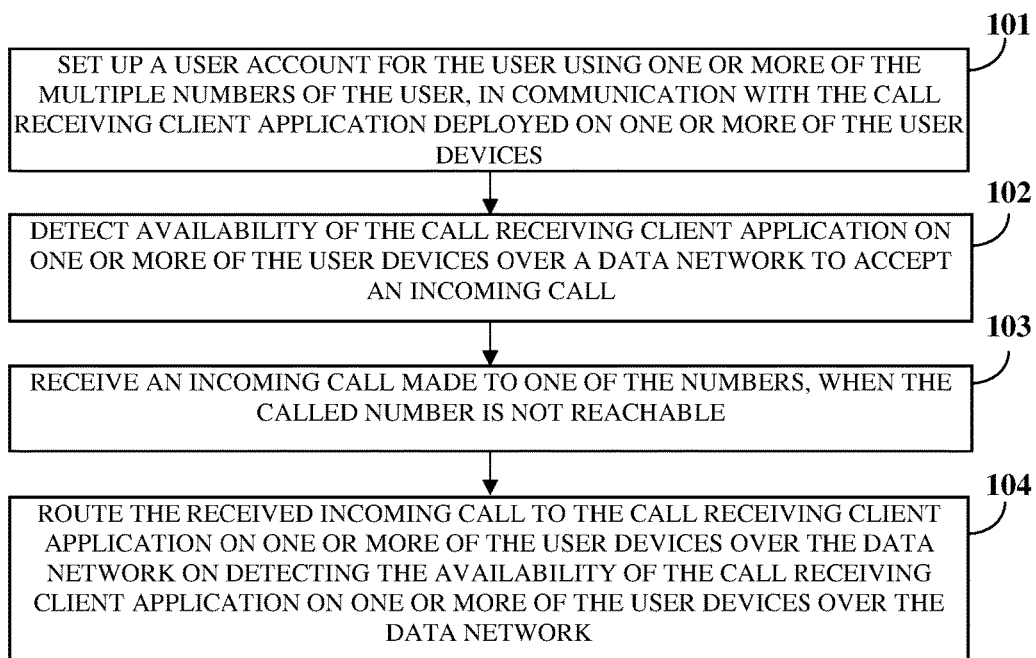 101
SET UP A USER ACCOUNT FOR THE USER USING ONE OR MORE OF THE
MULTIPLE NUMBERS OF THE USER, IN COMMUNICATION WITH THE CALL
RECEIVING CLIENT APPLICATION DEPLOYED ON ONE OR MORE OF THE USER
DEVICES
102
DETECT AVAILABILITY OF THE CALL RECEIVING CLIENT APPLICATION ON
ONE OR MORE OF THE USER DEVICES OVER A DATA NETWORK TO ACCEPT
AN INCOMING CALL
103
RECEIVE AN INCOMING CALL MADE TO ONE OF THE NUMBERS, WHEN THE
CALLED NUMBER IS NOT REACHABLE
104
ROUTE THE RECEIVED INCOMING CALL TO THE CALL RECEIVING CLIENT
APPLICATION ON ONE OR MORE OF THE USER DEVICES OVER THE DATA
NETWORK ON DETECTING THE AVAILABILITY OF THE CALL RECEIVING
CLIENT APPLICATION ON ONE OR MORE OF THE USER DEVICES OVER THE
DATA NETWORK